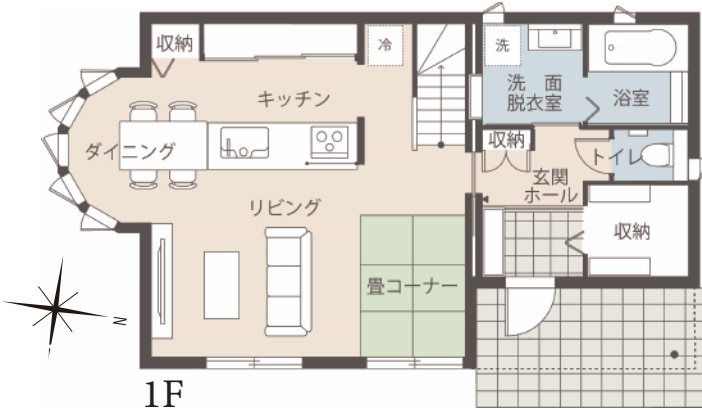 収納
冷
洗
キッチン
洗 面
脱衣室
浴室
収納
ダイニング
トイレ
玄関
ホール
リビング
収納
畳コーナー
N
1F